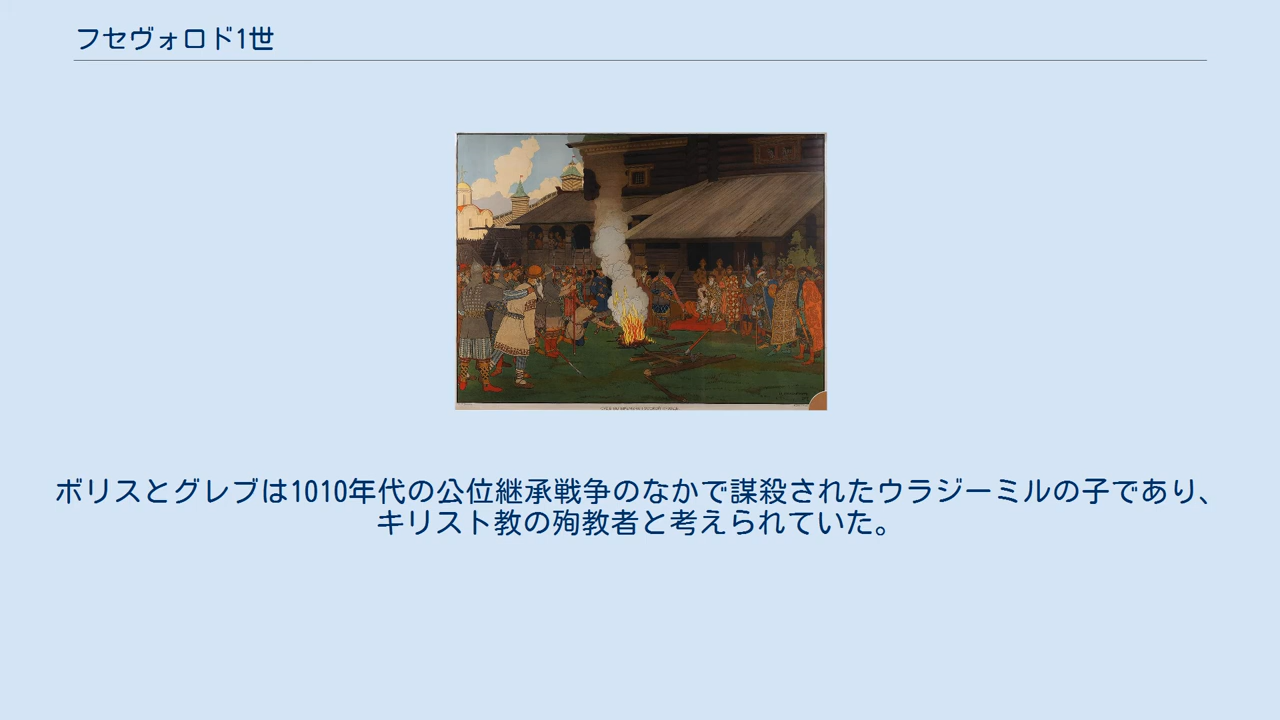 フセヴォロド1世
ボリスとグレブは1010年代の公位継承戦争のなかで謀殺されたウラジーミルの子であり、
キリスト教の殉教者と考えられていた。